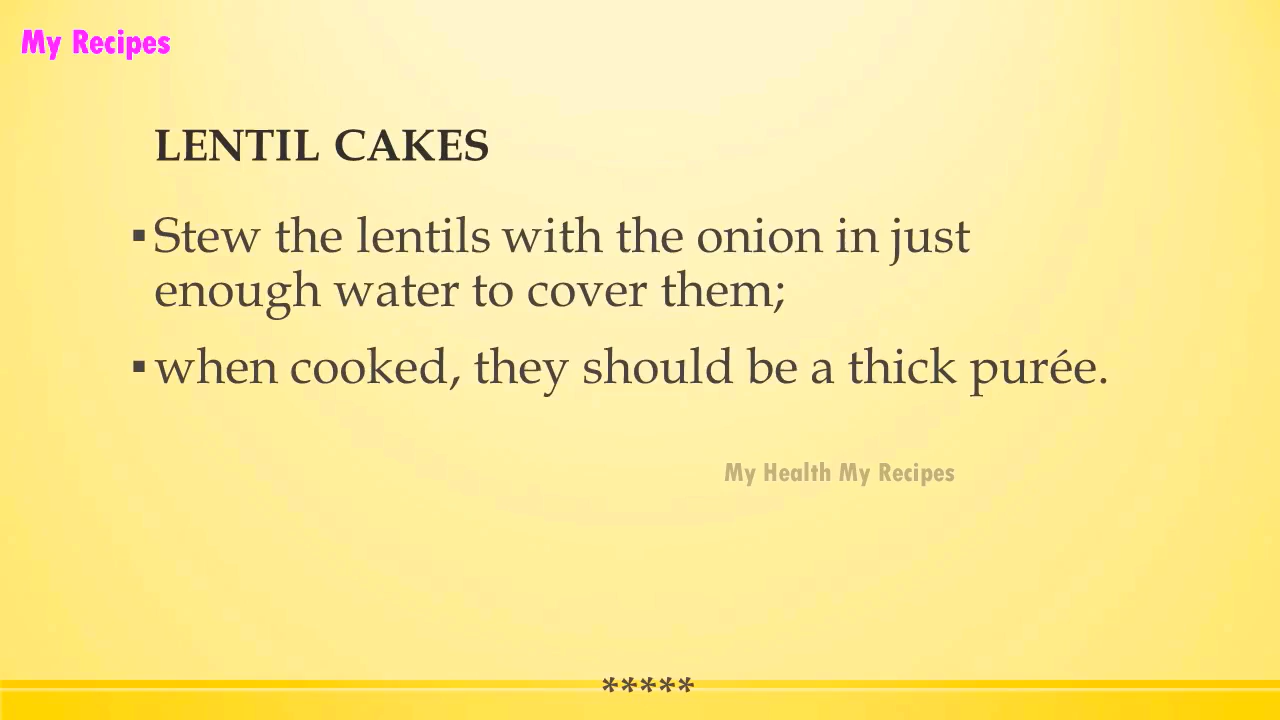 My Recipes
LENTIL CAKES
▪ Stew the lentils with the onion in just
enough water to cover them;
▪ when cooked, they should be a thick purée.
My Health My Recipes
*****